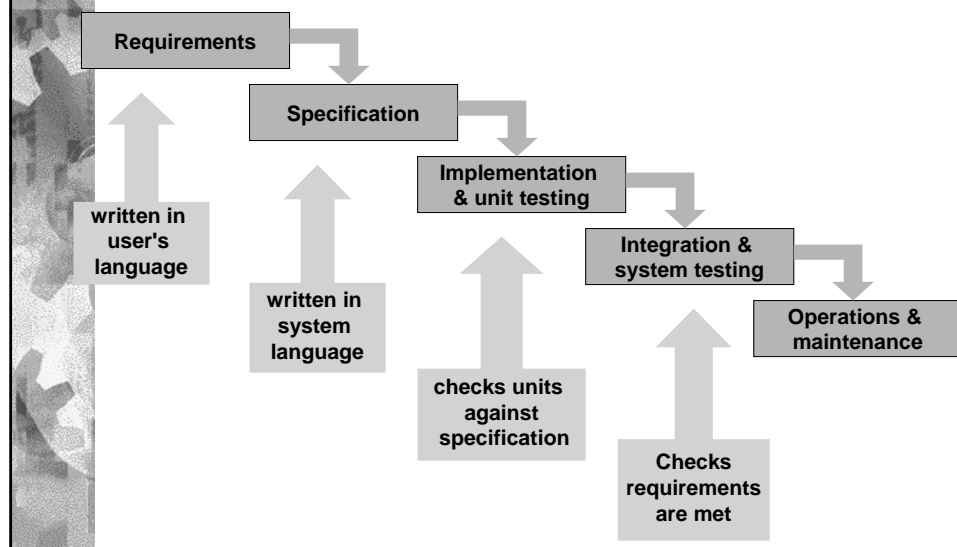 Requirements
Specification
Implementation
& unit testing
Integration &
system testing
Operations &
maintenance
written in
user's
language
written in
system
language
checks units
against
specification
Checks
requirements
are met